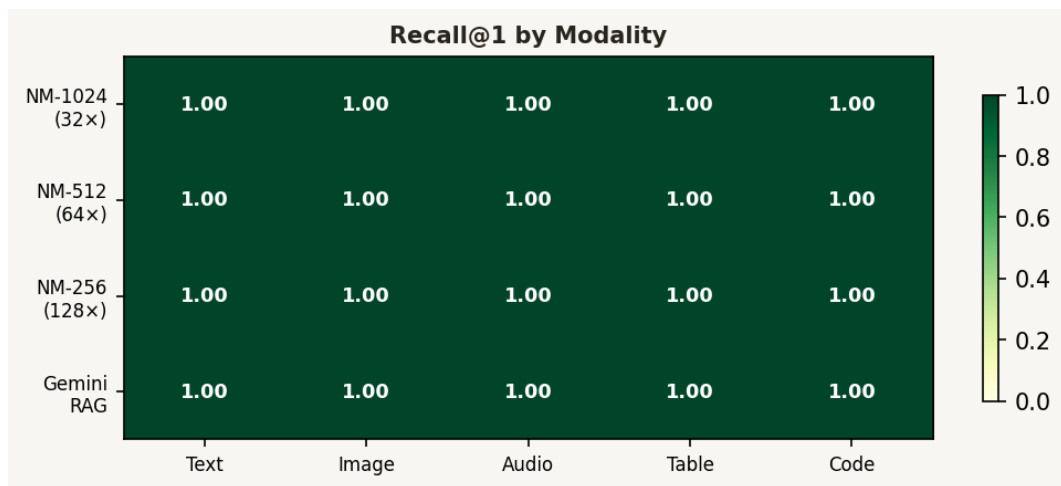 Recall@1 by Modality
NM-1024
(32×)
1.00 1.00 1.00 1.00 1.00
1.0
0.8
NM-512
(64×)
1.00 1.00 1.00 1.00 1.00
0.6
NM-256
(128×)
1.00 1.00 1.00 1.00 1.00
0.4
0.2
Gemini
RAG
1.00 1.00 1.00 1.00 1.00
0.0
Text Image Audio Table Code